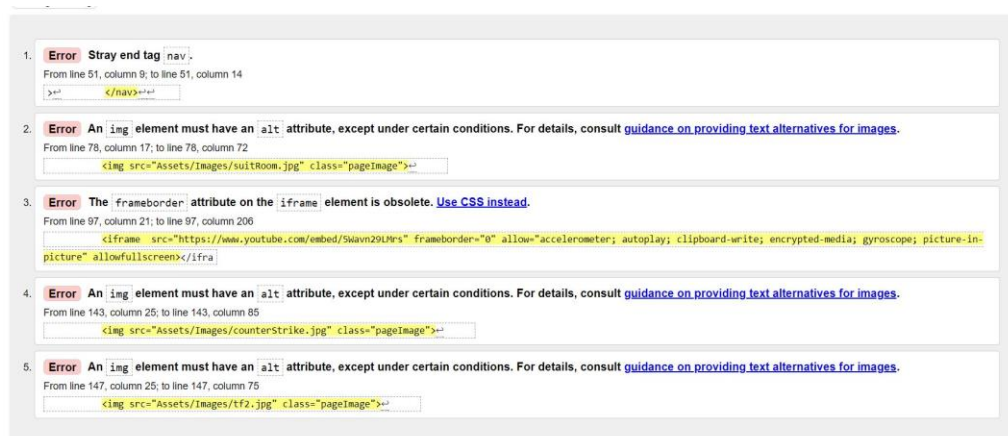 1. Error Stray end tag nav.
From line 51, column 9; to line 51, column 14
>↩ </nav>↩↩
2. Error An img element must have an alt attribute, except under certain conditions. For details, consult guidance on providing text alternatives for images.
From line 78, column 17; to line 78, column 72
<img src="Assets/Images/suitRoom.jpg" class="pageImage">↩
3. Error The frameborder attribute on the iframe element is obsolete. Use CSS instead.
From line 97, column 21; to line 97, column 206
<iframe src="https://www.youtube.com/embed/5Wavn29LMrs" frameborder="0" allow="accelerometer; autoplay; clipboard-write; encrypted-media; gyroscope; picture-in-
picture" allowfullscreen></ifra
4. Error An img element must have an alt attribute, except under certain conditions. For details, consult guidance on providing text alternatives for images.
From line 143, column 25; to line 143, column 85
<img src="Assets/Images/counterStrike.jpg" class="pageImage">↩
5. Error An img element must have an alt attribute, except under certain conditions. For details, consult guidance on providing text alternatives for images.
From line 147, column 25; to line 147, column 75
<img src="Assets/Images/tf2.jpg" class="pageImage">↩